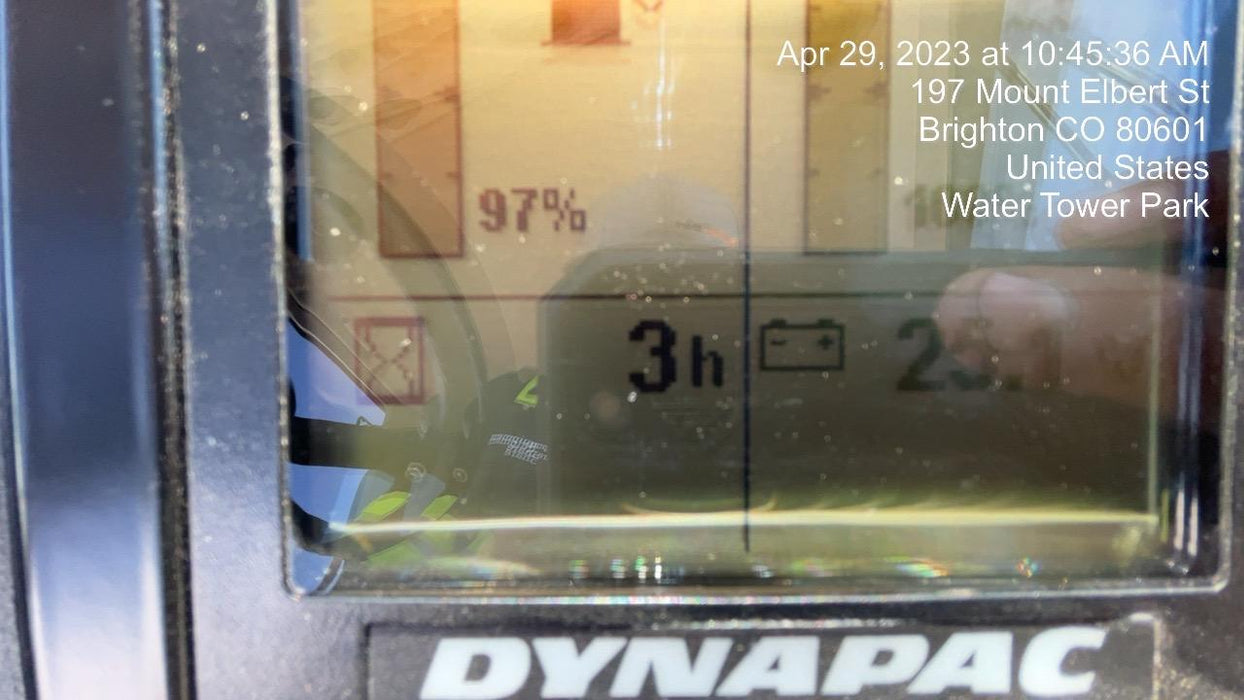 Apr 29, 2023 at 10:45:36 AM
197 Mount Elbert St
Brighton CO 80601
United States
Water Tower Park
97%
3h
DYNAPAC